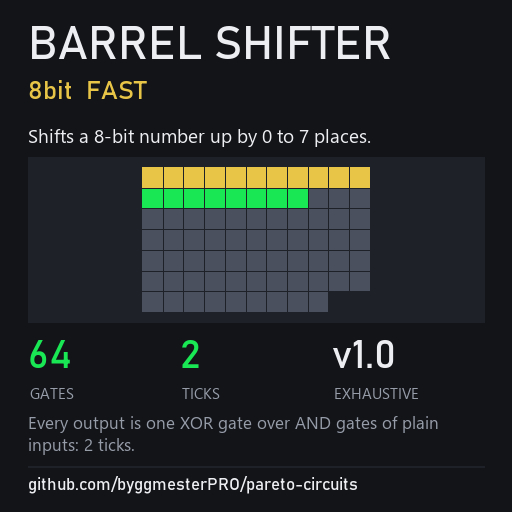 BARREL SHIFTER
8bit FAST
Shifts a 8-bit number up by 0 to 7 places.
64 2 v1.0
GATES TICKS EXHAUSTIVE
Every output is one XOR gate over AND gates of plain
inputs: 2 ticks.
github.com/byggmesterPRO/pareto-circuits